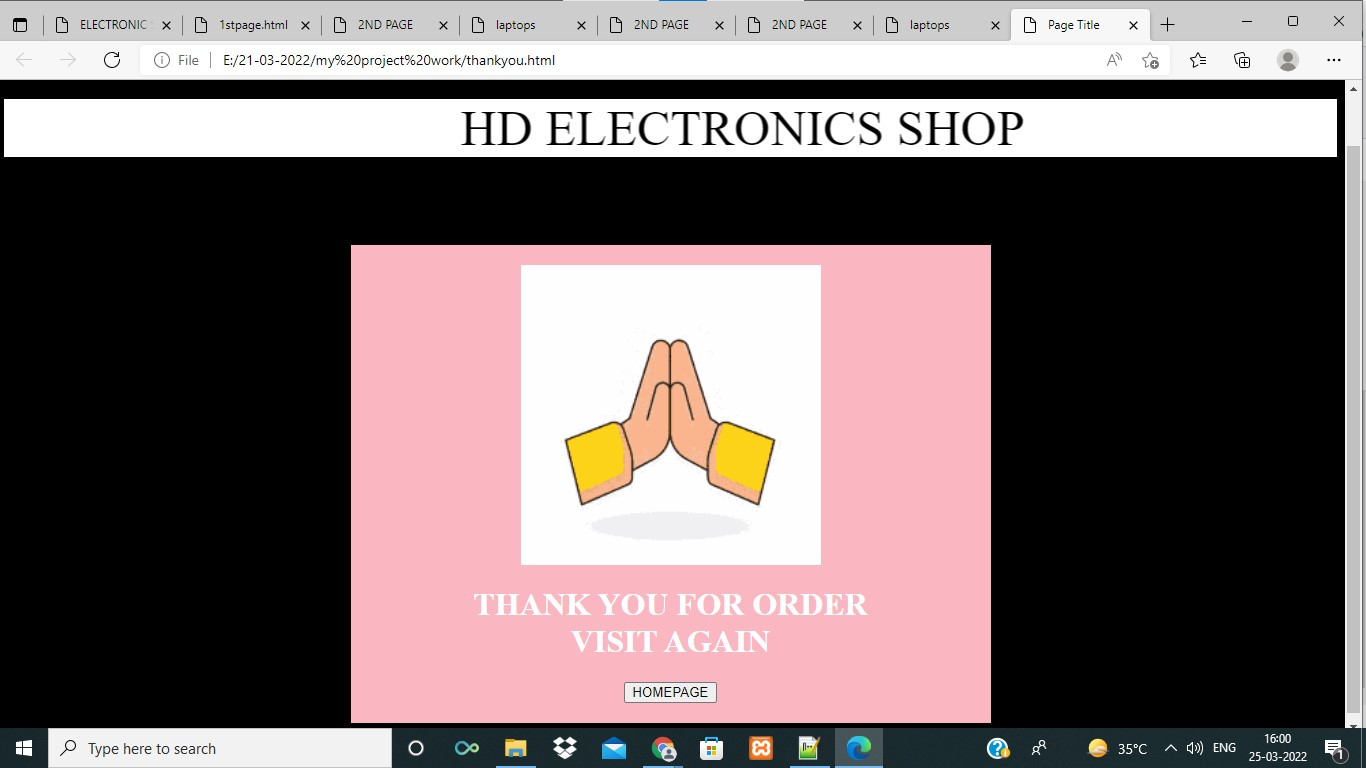 ELECTRONIC
1stpage.html
2ND PAGE
laptops
2ND PAGE
2ND PAGE
laptops
Page Title
File
E:/21-03-2022/my%20project%20work/thankyou.html
HD ELECTRONICS SHOP
THANK YOU FOR ORDER
VISIT AGAIN
HOMEPAGE
Type here to search
35°C
ENG
16:00
25-03-2022
1